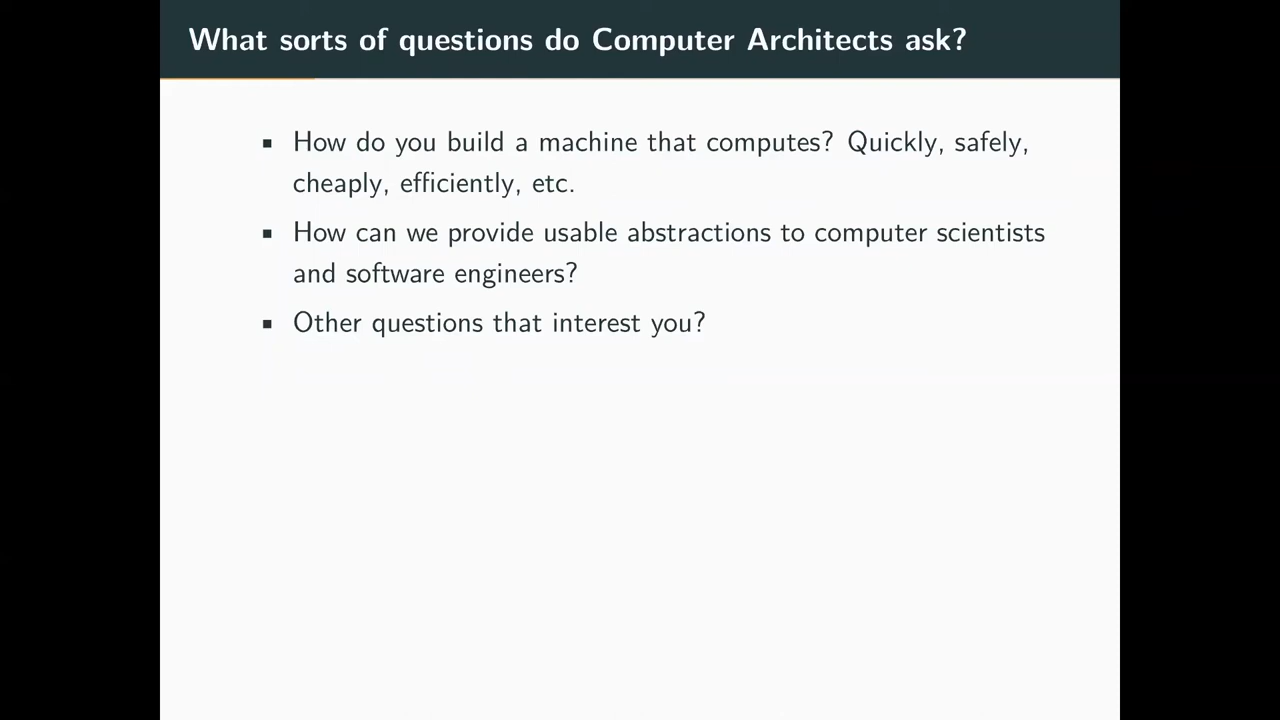 What sorts of questions do Computer Architects ask?
▪ How do you build a machine that computes? Quickly, safely,
cheaply, efficiently, etc.
▪ How can we provide usable abstractions to computer scientists
and software engineers?
▪ Other questions that interest you?